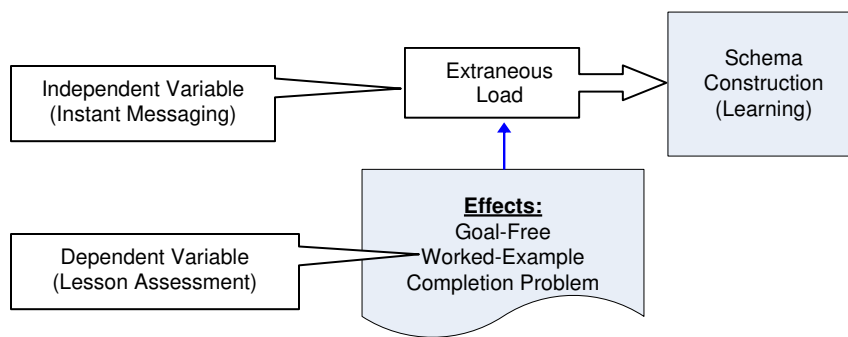 Independent Variable
(Instant Messaging)
Extraneous
Load
Schema
Construction
(Learning)
Dependent Variable
(Lesson Assessment)
Effects:
Goal-Free
Worked-Example
Completion Problem